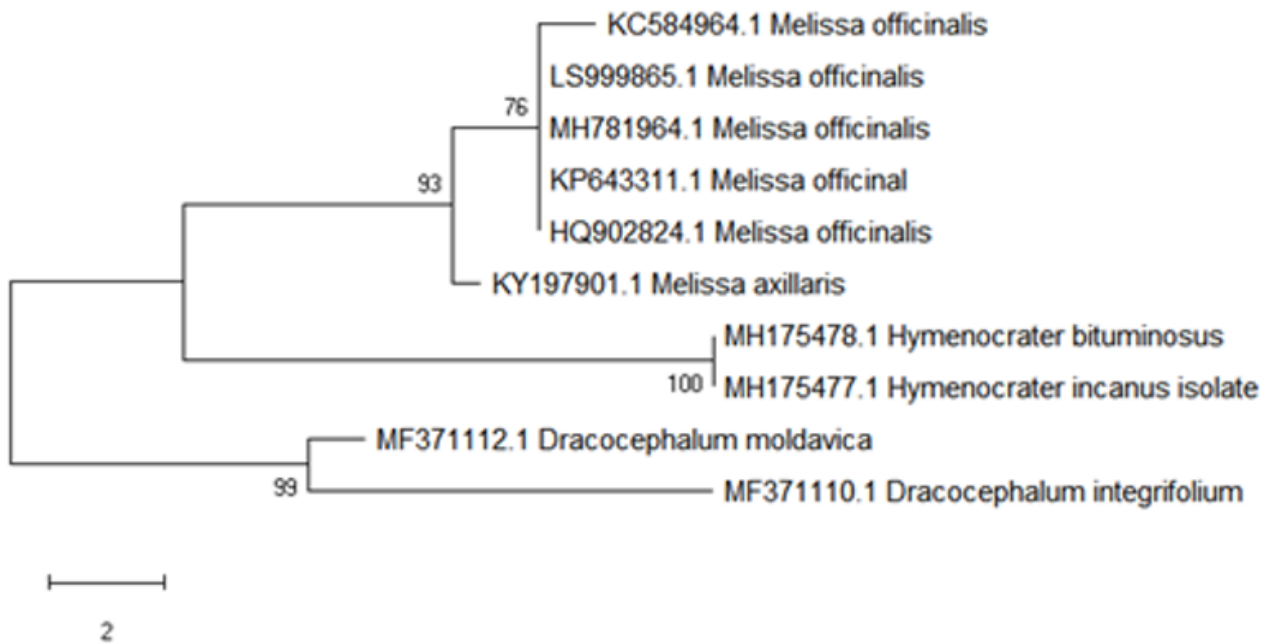 KC584964.1 Melissa officinalis
LS999865.1 Melissa officinalis
76
MH781964.1 Melissa officinalis
KP643311.1 Melissa officinal
93
HQ902824.1 Melissa officinalis
KY197901.1 Melissa axillaris
MH175478.1 Hymenocrater bituminosus
100
MH175477.1 Hymenocrater incanus isolate
MF371112.1 Dracocephalum moldavica
99
MF371110.1 Dracocephalum integrifolium
2